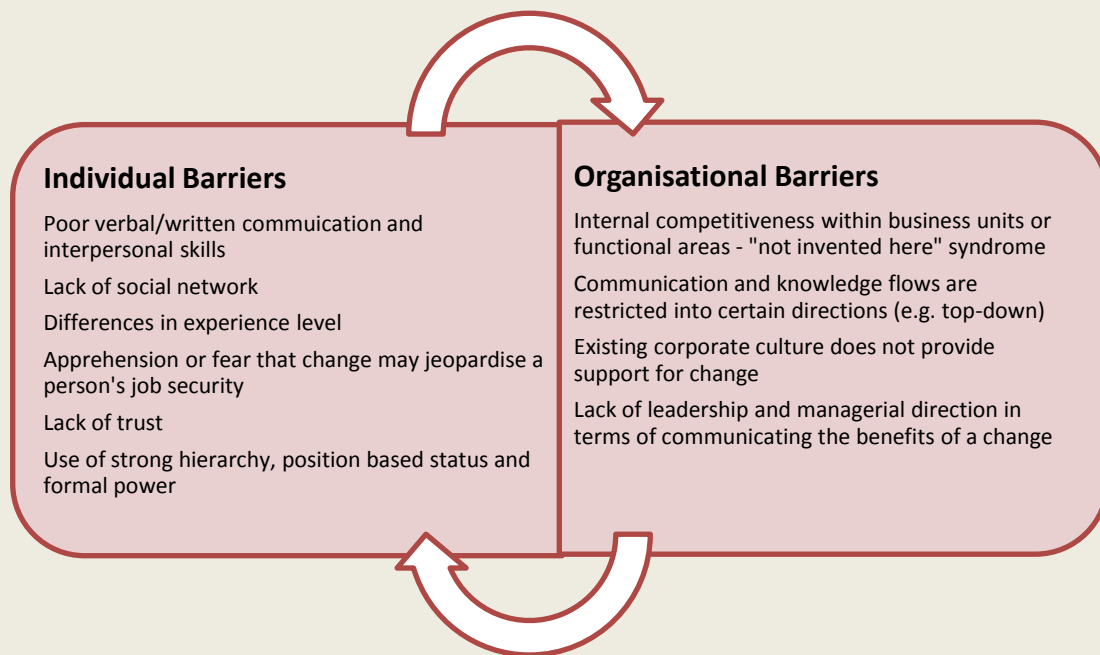 Individual Barriers
Poor verbal/written commuication and
interpersonal skills
Lack of social network
Differences in experience level
Apprehension or fear that change may jeopardise a
person's job security
Lack of trust
Use of strong hierarchy, position based status and
formal power
Organisational Barriers
Internal competitiveness within business units or
functional areas - "not invented here" syndrome
Communication and knowledge flows are
restricted into certain directions (e.g. top-down)
Existing corporate culture does not provide
support for change
Lack of leadership and managerial direction in
terms of communicating the benefits of a change